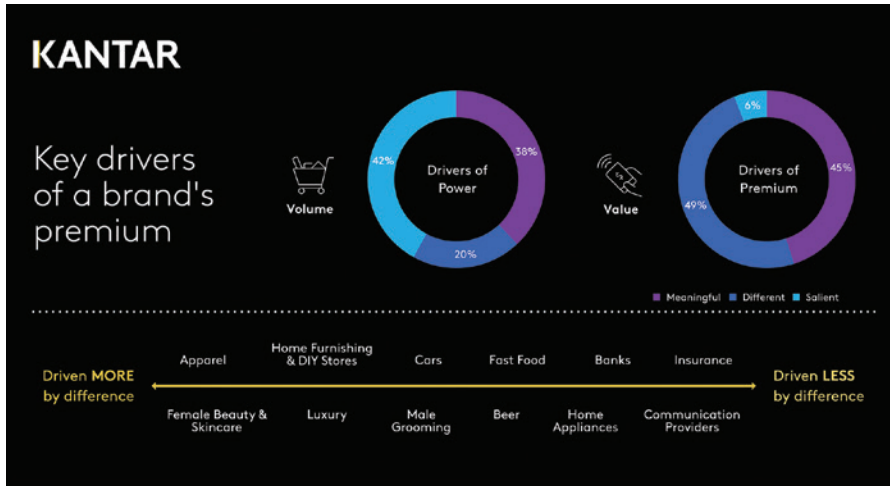 KANTAR
Key drivers
of a brand's
premium
Volume
42%
38%
20%
Drivers of
Power
Value
6%
45%
49%
Drivers of
Premium
Meaningful Different Salient
Driven MORE
by difference
Apparel
Home Furnishing
& DIY Stores
Cars
Fast Food
Banks
Insurance
Driven LESS
by difference
Female Beauty &
Skincare
Luxury
Male
Grooming
Beer
Home
Appliances
Communication
Providers